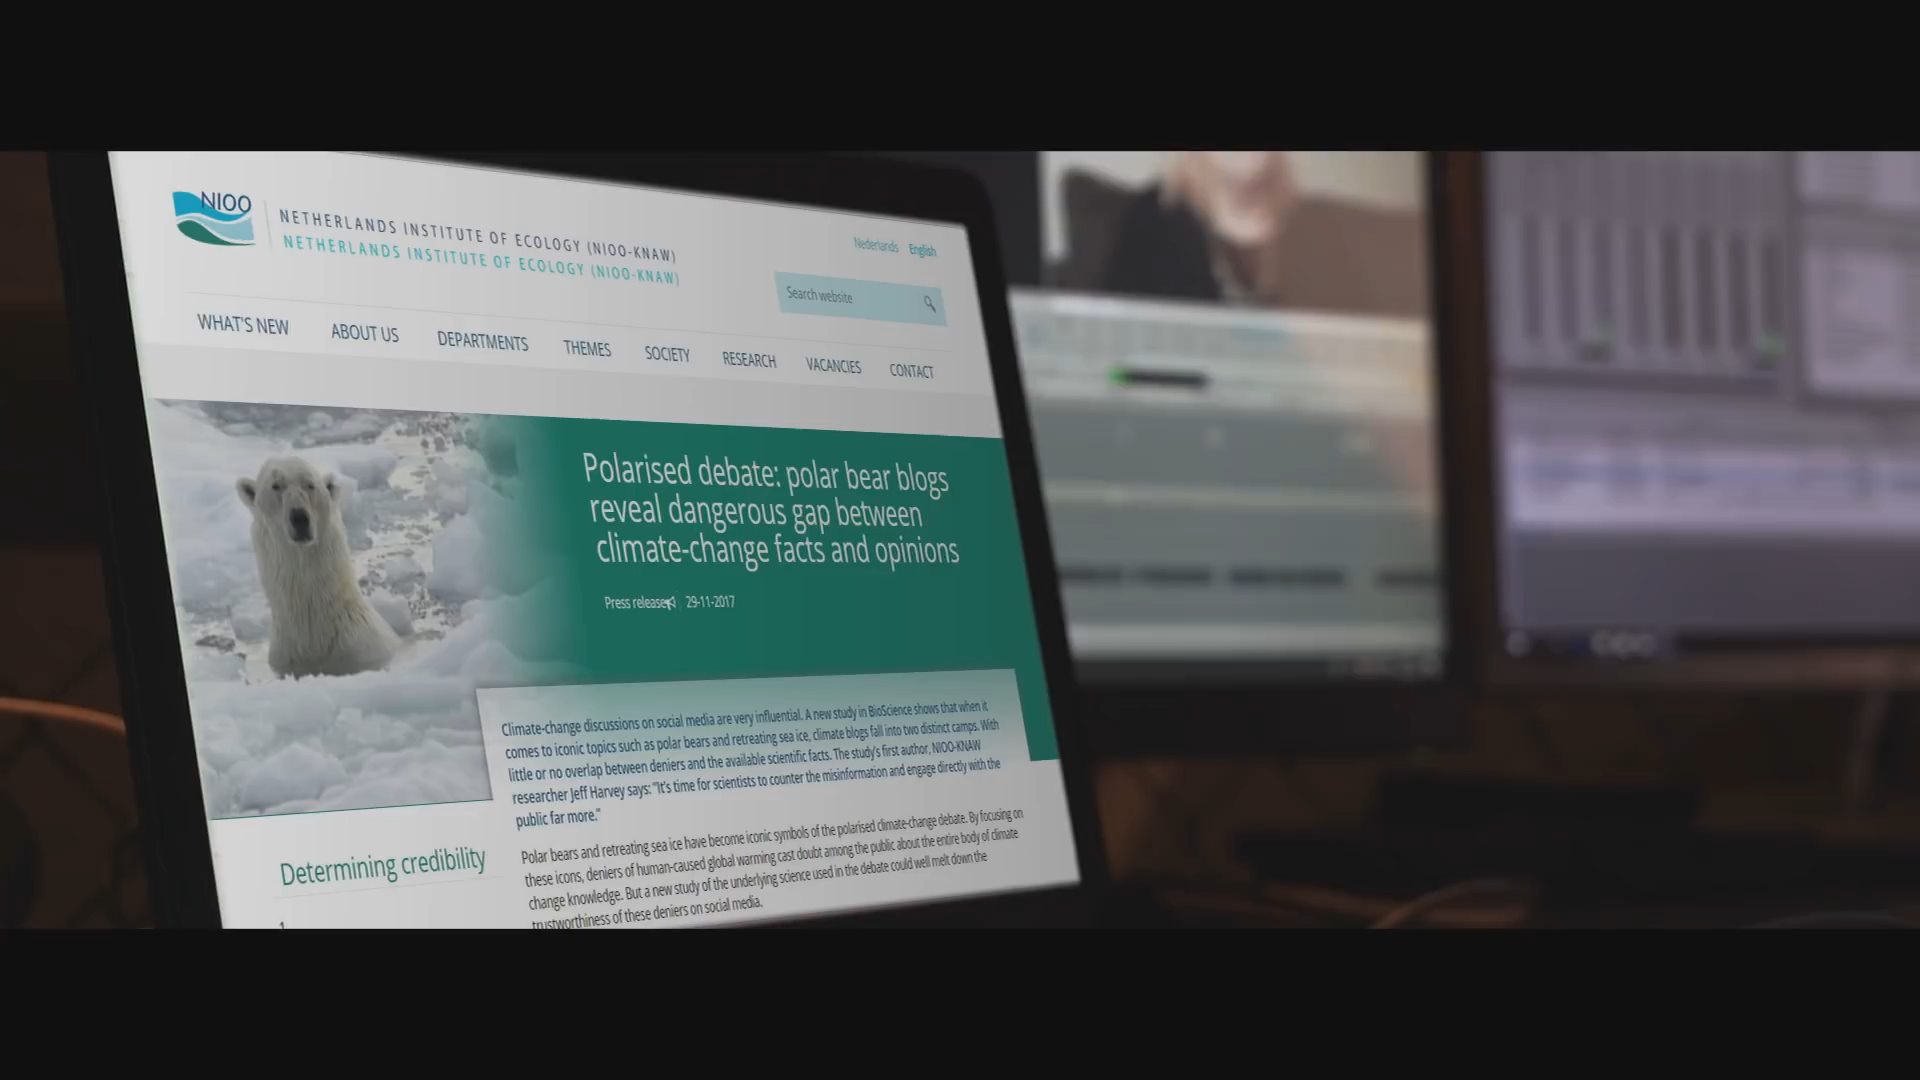 NIOO
NETHERLANDS INSTITUTE OF ECOLOGY (NIOO-KNAW)
NETHERLANDS INSTITUTE OF ECOLOGY (NIOO-KNAW)
Nederlands English
Search website
WHAT'S NEW ABOUT US DEPARTMENTS THEMES SOCIETY RESEARCH VACANCIES CONTACT
Polarised debate: polar bear blogs
reveal dangerous gap between
climate-change facts and opinions
Press release 29-11-2017
Climate-change discussions on social media are very influential. A new study in BioScience shows that when it
comes to iconic topics such as polar bears and retreating sea ice, climate blogs fall into two distinct camps. With
little or no overlap between deniers and the available scientific facts. The study's first author, NIOO-KNAW
researcher Jeff Harvey says: "It's time for scientists to counter the misinformation and engage directly with the
public far more."
Determining credibility
1
Polar bears and retreating sea ice have become iconic symbols of the polarised climate-change debate. By focusing on
these icons, deniers of human-caused global warming cast doubt among the public about the entire body of climate
change knowledge. But a new study of the underlying science used in the debate could well melt down the
trustworthiness of these deniers on social media.